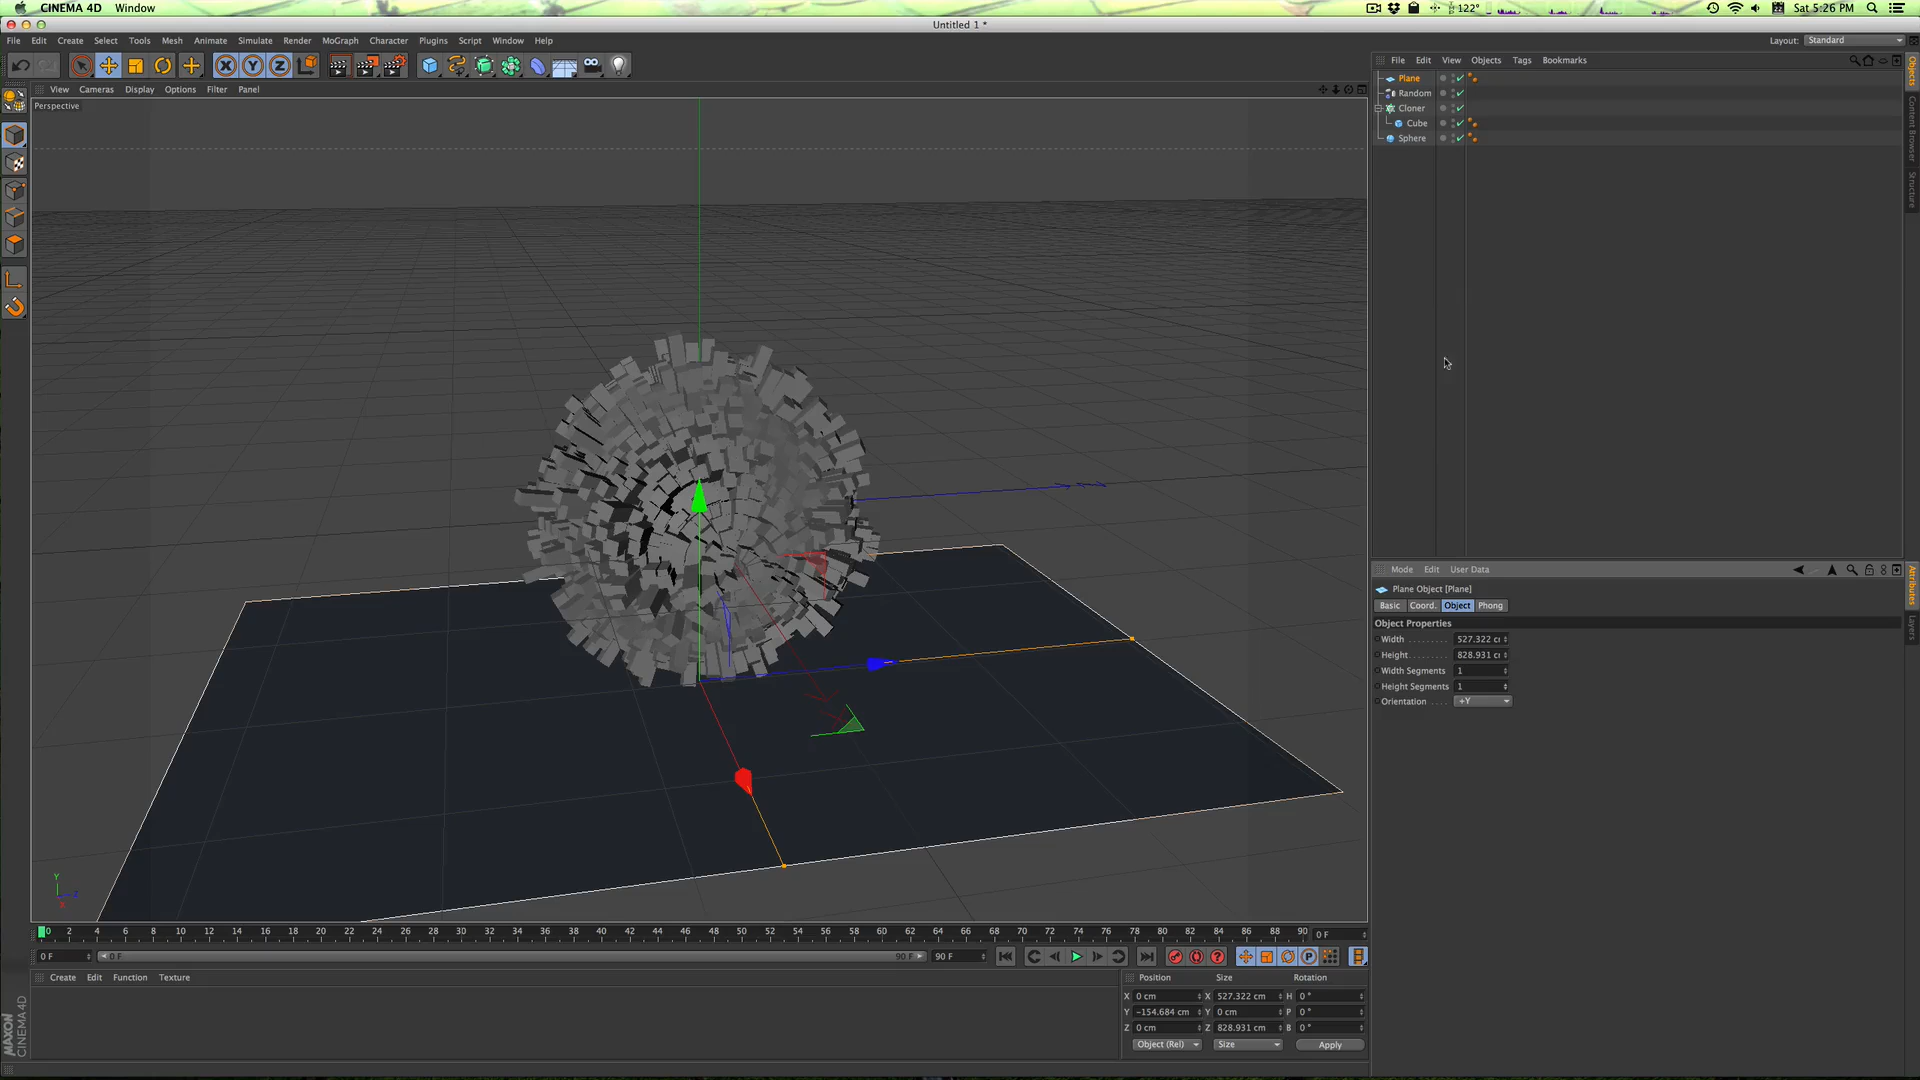 CINEMA 4D Window
122° Sat 5:26 PM
Untitled 1 *
File Edit Create Select Tools Mesh Animate Simulate Render MoGraph Character Plugins Script Window Help
Layout: Standard
X Y Z
File Edit View Objects Tags Bookmarks
View Cameras Display Options Filter Panel
Perspective
Plane
Random
Cloner
Cube
Sphere
Objects
Content Browser
Structure
Mode Edit User Data
Plane Object [Plane]
Basic Coord. Object Phong
Object Properties
Width 527.322 c
Height 828.931 c
Width Segments 1
Height Segments 1
Orientation +Y
Attributes
Layers
Y
Z
X
0 2 4 6 8 10 12 14 16 18 20 22 24 26 28 30 32 34 36 38 40 42 44 46 48 50 52 54 56 58 60 62 64 66 68 70 72 74 76 78 80 82 84 86 88 90 0 F
0 F 0 F 90 F 90 F
P
Create Edit Function Texture
Position Size Rotation
X 0 cm X 527.322 cm H 0 °
Y -154.684 cm Y 0 cm P 0 °
Z 0 cm Z 828.931 cm B 0 °
Object (Rel) Size Apply
MAXON
CINEMA 4D